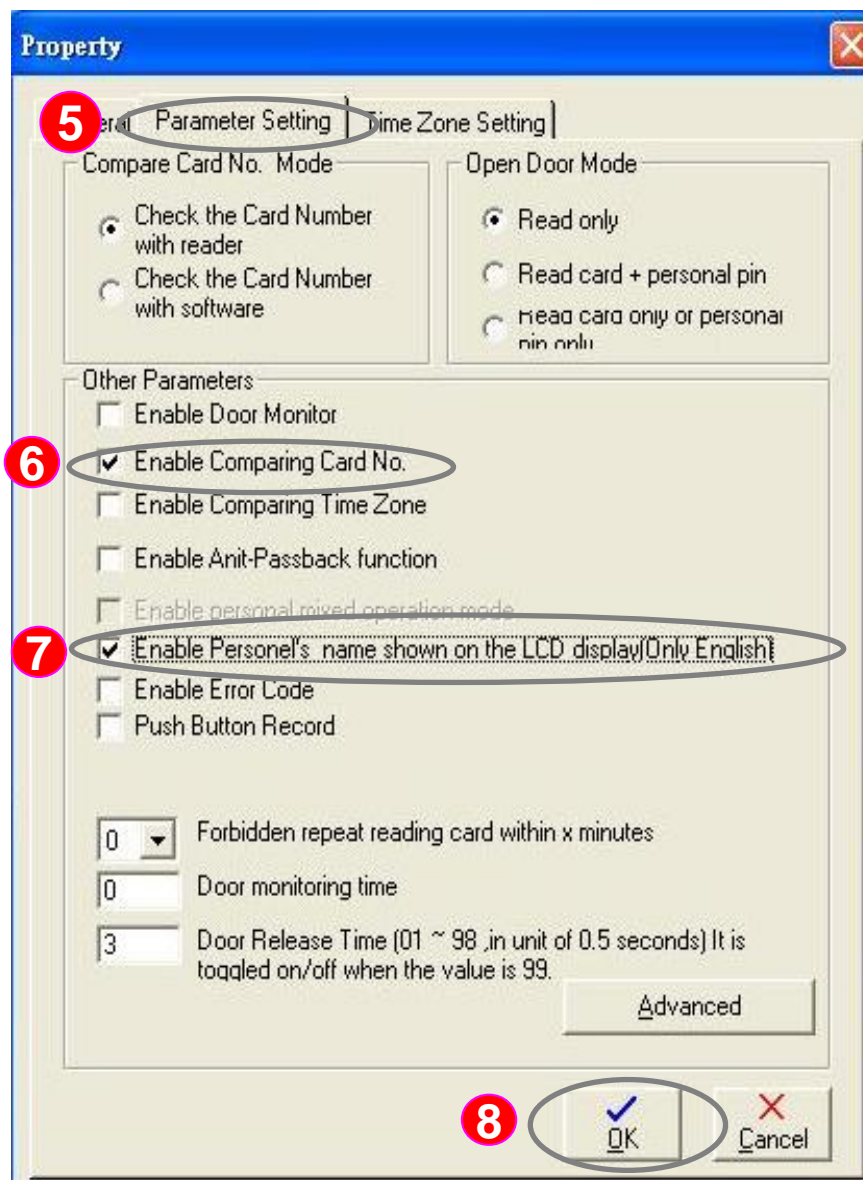 Property
5 eral Parameter Setting Time Zone Setting
Compare Card No. Mode
Check the Card Number
with reader
Check the Card Number
with software
Open Door Mode
Read only
Read card + personal pin
Read card only or personal
pin only
Other Parameters
Enable Door Monitor
6 Enable Comparing Card No.
Enable Comparing Time Zone
Enable Anit-Passback function
Enable personal mixed operation mode
7 Enable Personel's name shown on the LCD display(Only English)
Enable Error Code
Push Button Record
0 Forbidden repeat reading card within x minutes
0 Door monitoring time
3 Door Release Time (01 ~ 98 ,in unit of 0.5 seconds) It is
toggled on/off when the value is 99.
Advanced
8 OK Cancel